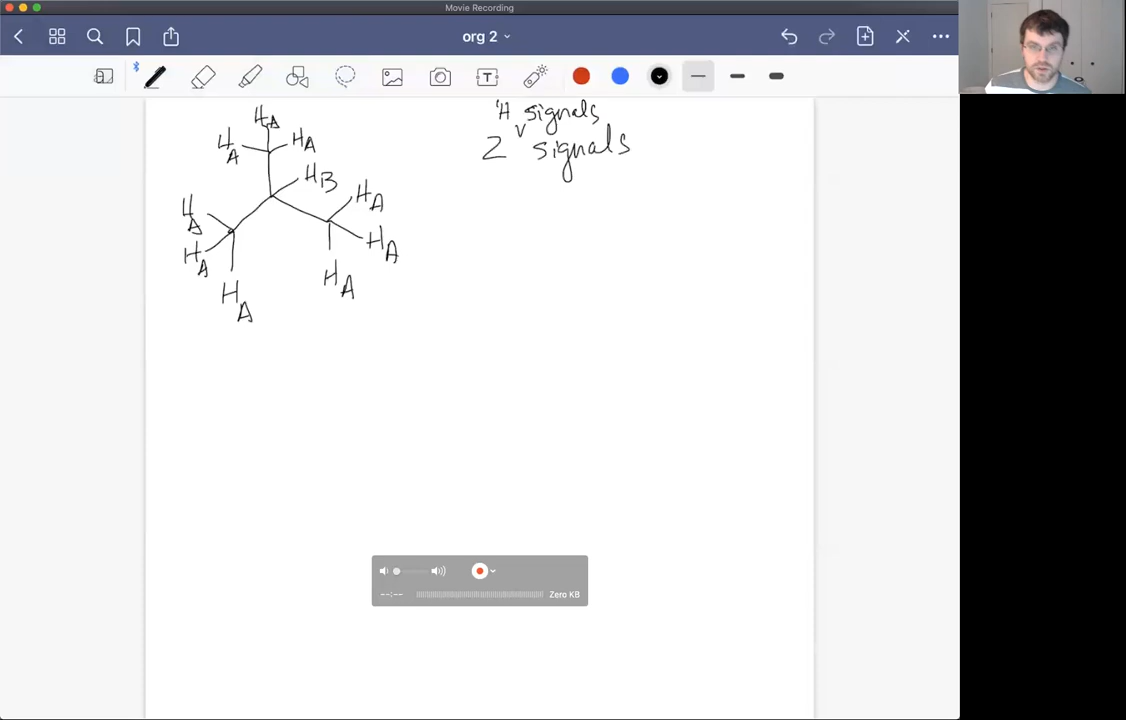 Movie Recording
org 2
T
¹H signals
2 signals
HA
HA HA
HB
HA HA
HA HA
HA HA
--:-- Zero KB